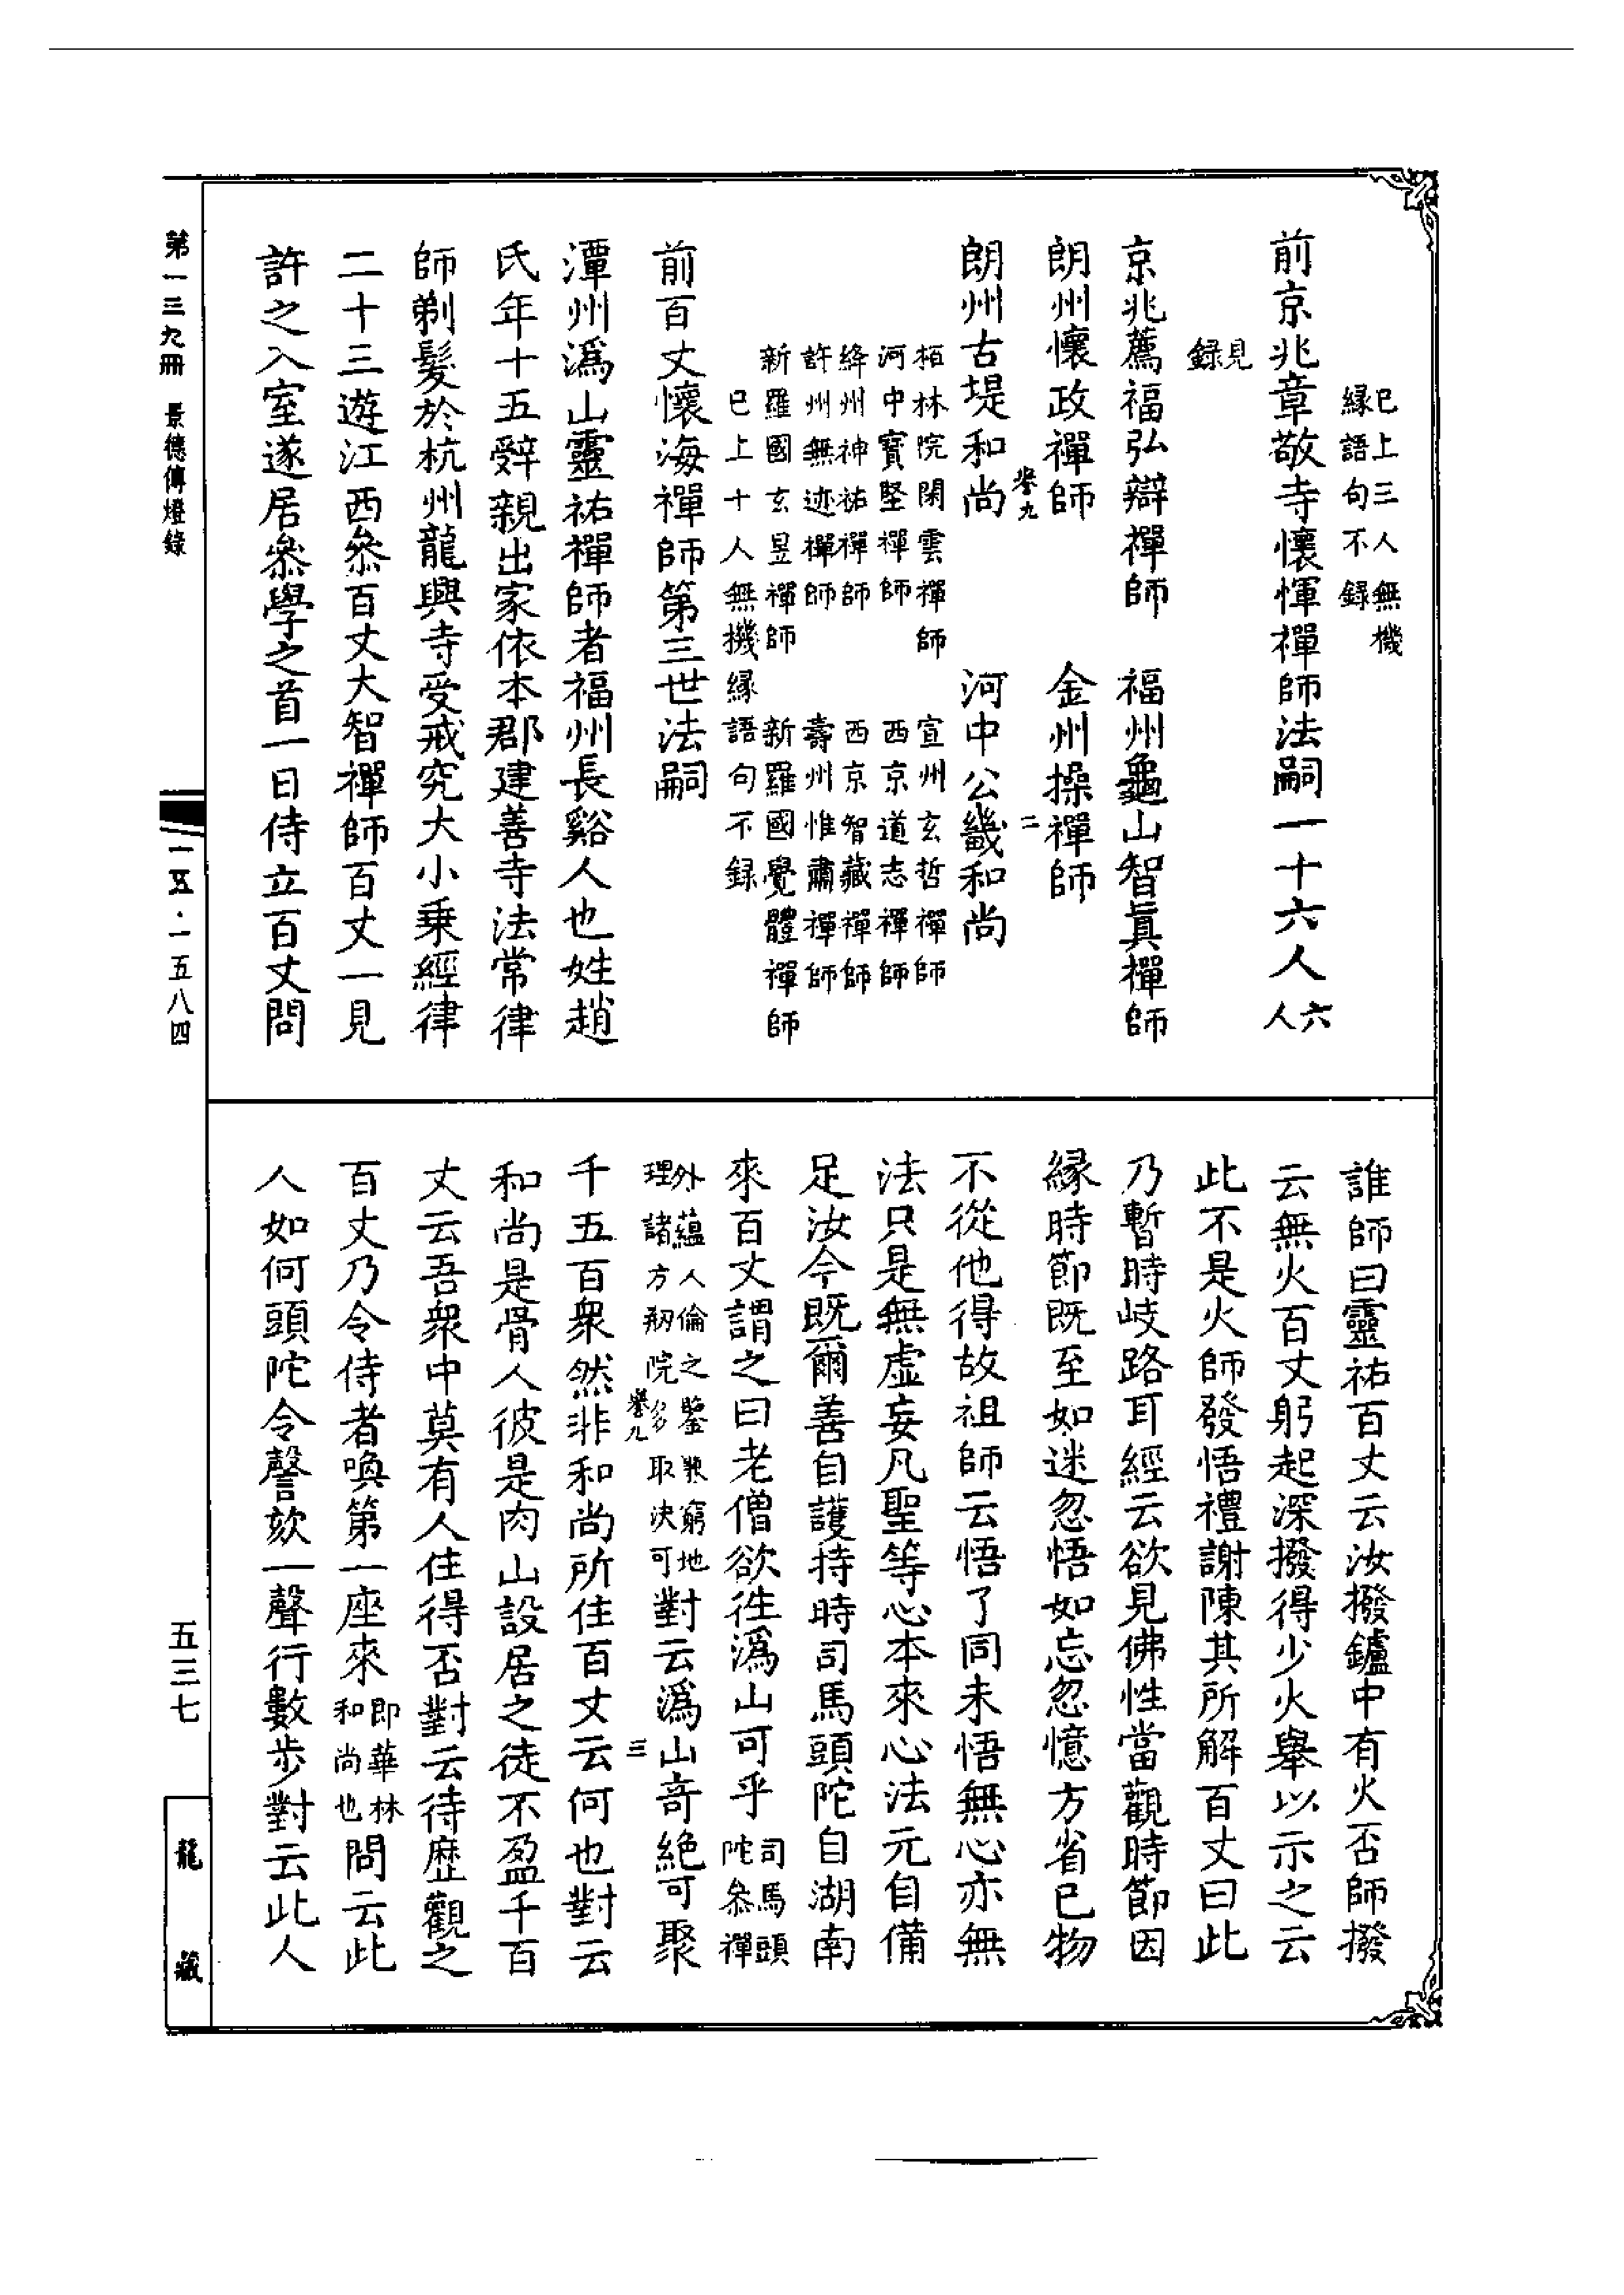 已上三人無機
緣語句不録
前京兆章敬寺懷惲禪師法嗣一十六人六人
見
録
京兆薦福弘辯禪師　福州龜山智眞禪師
朗州懷政禪師　金州操禪師
卷九　二
朗州古堤和尚　河中公畿和尚
栢林院閑雲禪師　宣州玄哲禪師
河中寶堅禪師　西京道志禪師
絳州神祐禪師　西京智藏禪師
許州無迹禪師　壽州惟肅禪師
新羅國玄昱禪師　新羅國覺體禪師
已上十人無機緣語句不録
前百丈懷海禪師第三世法嗣
潭州潙山靈祐禪師者福州長谿人也姓趙
氏年十五辭親出家依本郡建善寺法常律
師剃髮於杭州龍興寺受戒究大小乗經律
二十三遊江西叅百丈大智禪師百丈一見
許之入室遂居叅學之首一日侍立百丈問
誰師曰靈祐百丈云汝撥鑪中有火否師撥
云無火百丈躬起深撥得少火舉以示之云
此不是火師發悟禮謝陳其所解百丈曰此
乃暫時岐路耳經云欲見佛性當觀時節因
緣時節既至如迷忽悟如忘忽憶方省已物
不從他得故祖師云悟了同未悟無心亦無
法只是無虛妄凡聖等心本來心法元自備
足汝今既爾善自護持時司馬頭陀自湖南
來百丈謂之曰老僧欲往潙山可乎司馬頭陀叅禪
外藴人倫之鑒兼窮地理諸方剏院多取決可對云潙山奇絶可聚
卷九　三
千五百衆然非和尚所住百丈云何也對云
和尚是骨人彼是肉山設居之徒不盈千百
丈云吾衆中莫有人住得否對云待歷觀之
百丈乃令侍者喚第一座來即華林和尚也問云此
人如何頭陀令謦欬一聲行數步對云此人
第一三九冊　景德傳燈錄
一五・一五八四
五三七
龍藏